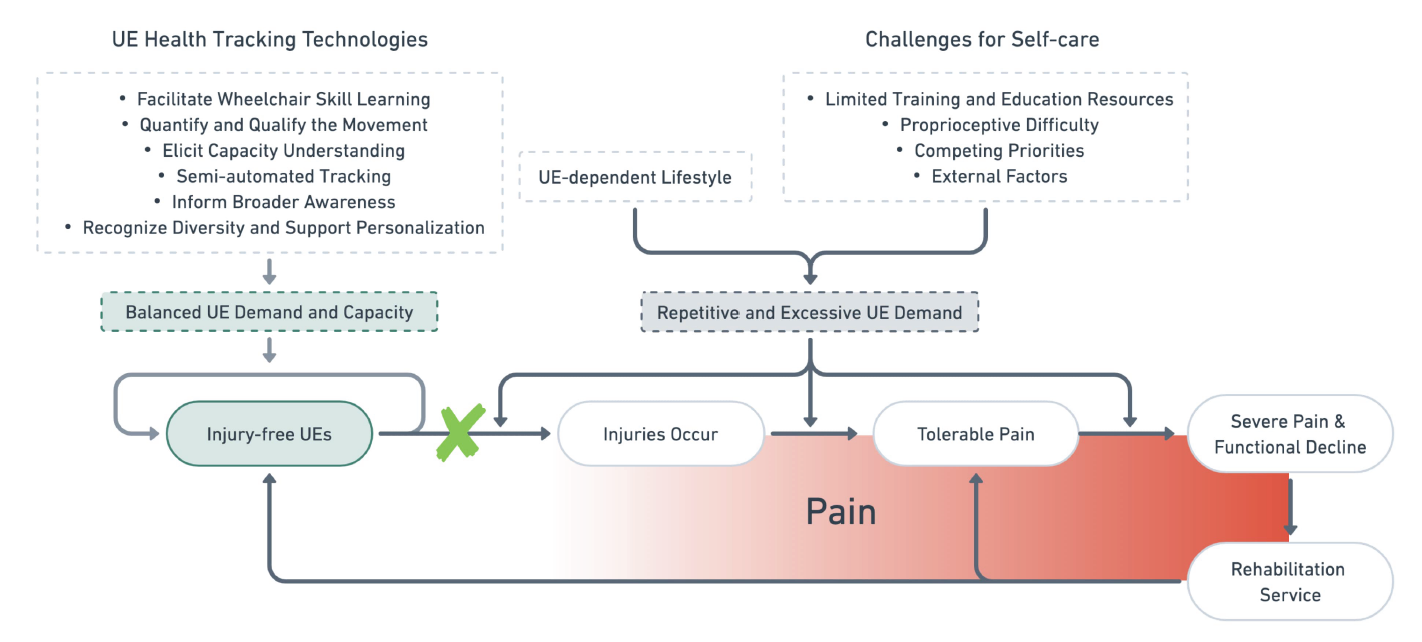 UE Health Tracking Technologies
• Facilitate Wheelchair Skill Learning
• Quantify and Qualify the Movement
• Elicit Capacity Understanding
• Semi-automated Tracking
• Inform Broader Awareness
• Recognize Diversity and Support Personalization
Challenges for Self-care
• Limited Training and Education Resources
• Proprioceptive Difficulty
• Competing Priorities
• External Factors
UE-dependent Lifestyle
Balanced UE Demand and Capacity
Repetitive and Excessive UE Demand
Injury-free UEs
Injuries Occur
Tolerable Pain
Severe Pain &
Functional Decline
Pain
Rehabilitation
Service